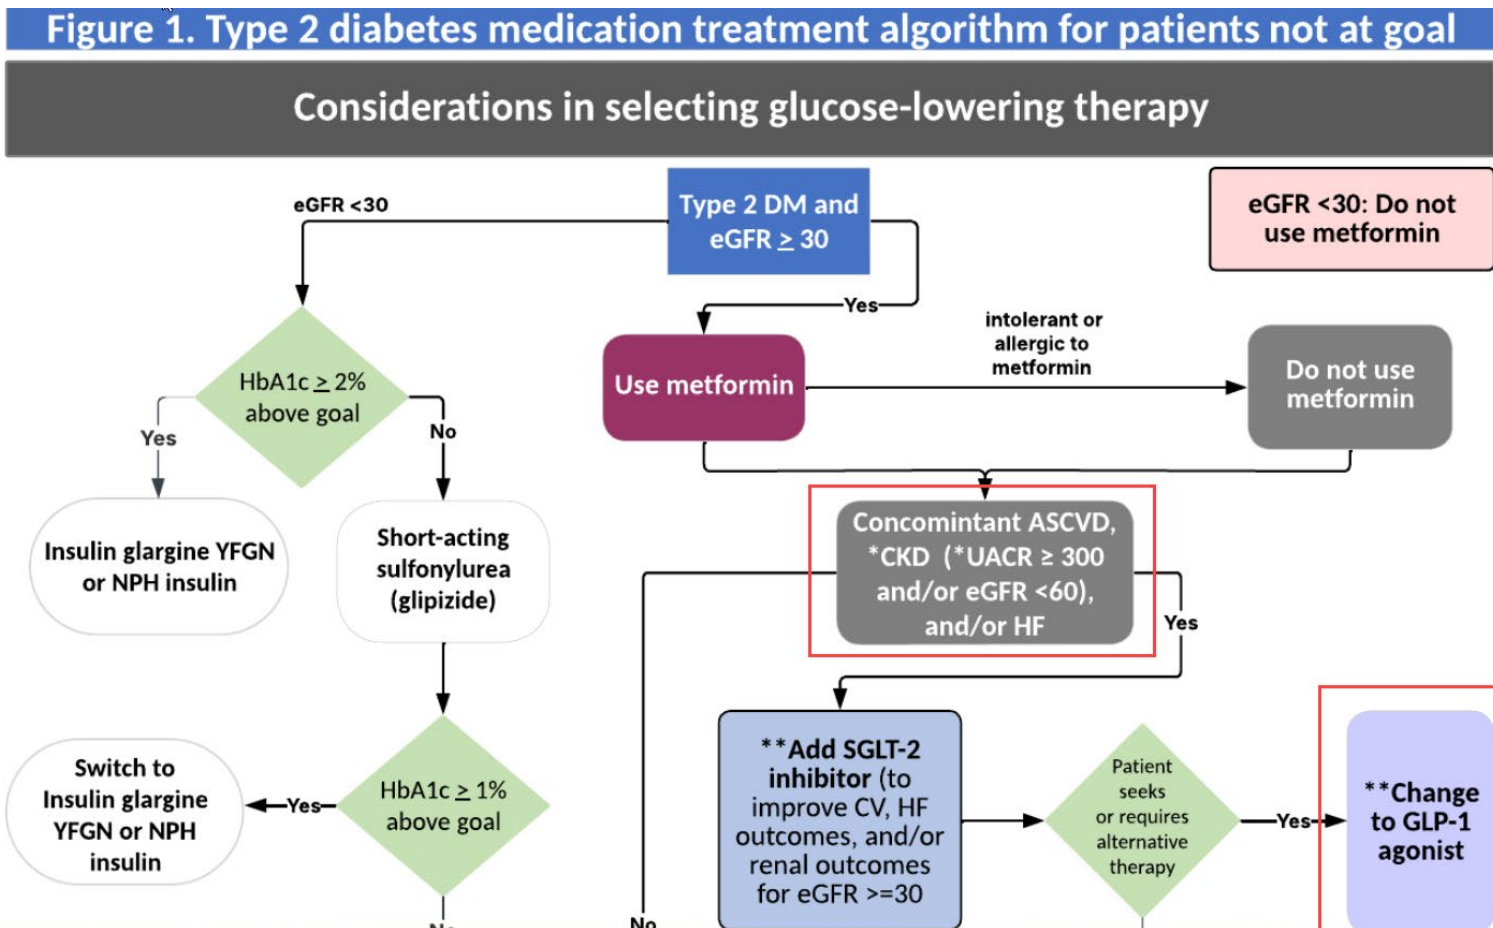 Figure 1. Type 2 diabetes medication treatment algorithm for patients not at goal
Considerations in selecting glucose-lowering therapy
eGFR <30
Type 2 DM and
eGFR ≥ 30
eGFR <30: Do not
use metformin
Yes
intolerant or
allergic to
metformin
Use metformin
Do not use
metformin
HbA1c ≥ 2%
above goal
Yes
No
Insulin glargine YFGN
or NPH insulin
Short-acting
sulfonylurea
(glipizide)
Concomintant ASCVD,
*CKD (*UACR ≥ 300
and/or eGFR <60),
and/or HF
Yes
Switch to
Insulin glargine
YFGN or NPH
insulin
Yes
HbA1c ≥ 1%
above goal
**Add SGLT-2
inhibitor (to
improve CV, HF
outcomes, and/or
renal outcomes
for eGFR >=30
Patient
seeks
or requires
alternative
therapy
Yes
**Change
to GLP-1
agonist
No
No